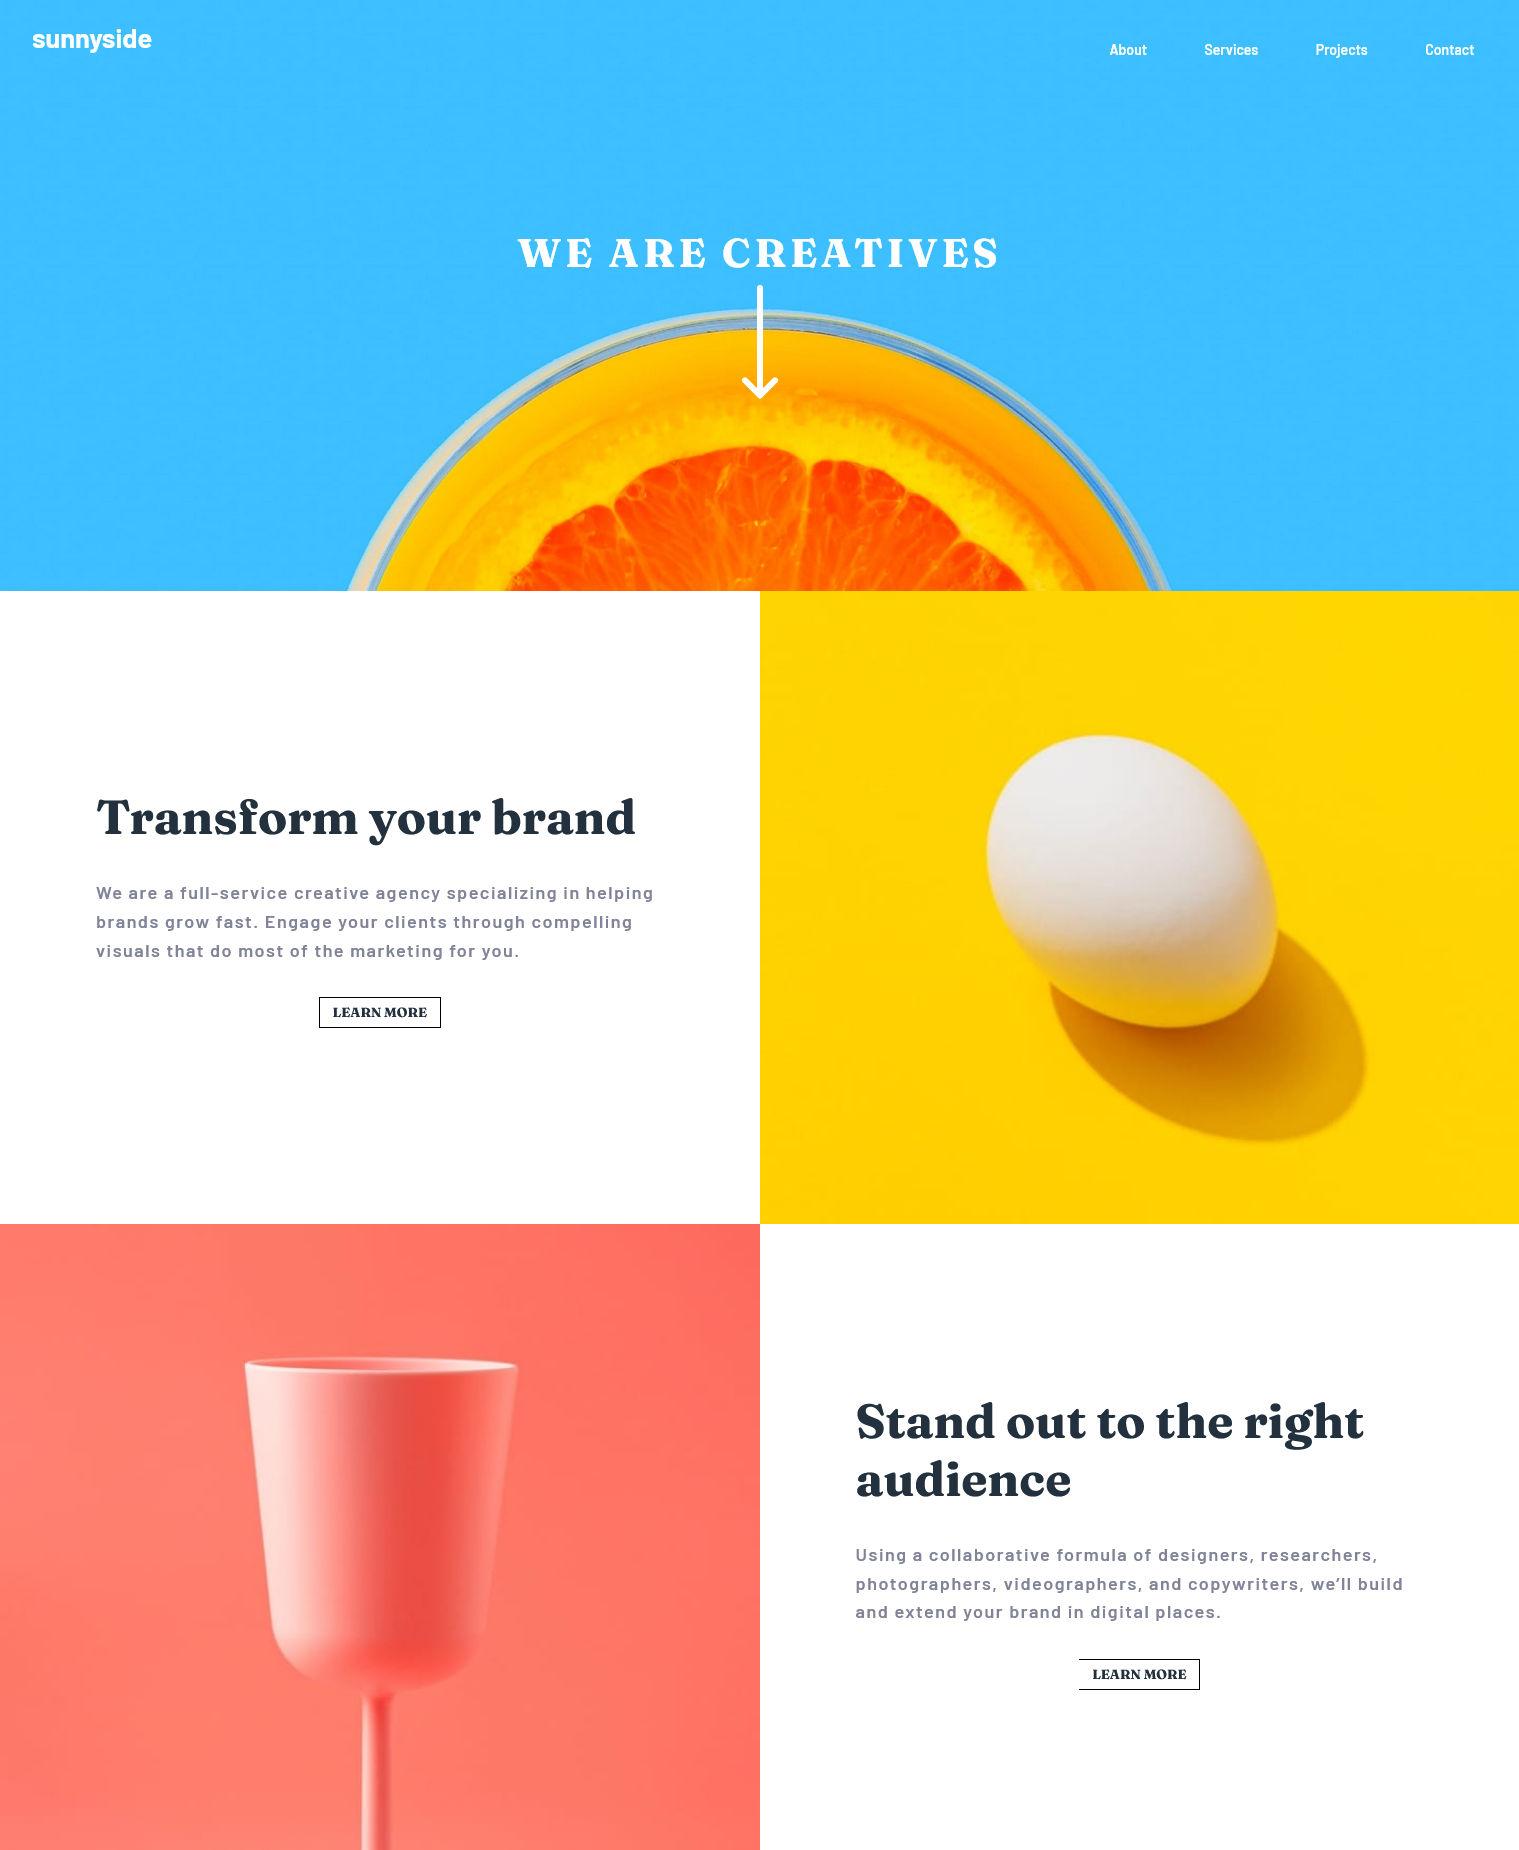 sunnyside
About Services Projects Contact
WE ARE CREATIVES
Transform your brand
We are a full-service creative agency specializing in helping
brands grow fast. Engage your clients through compelling
visuals that do most of the marketing for you.
LEARN MORE
Stand out to the right
audience
Using a collaborative formula of designers, researchers,
photographers, videographers, and copywriters, we’ll build
and extend your brand in digital places.
LEARN MORE